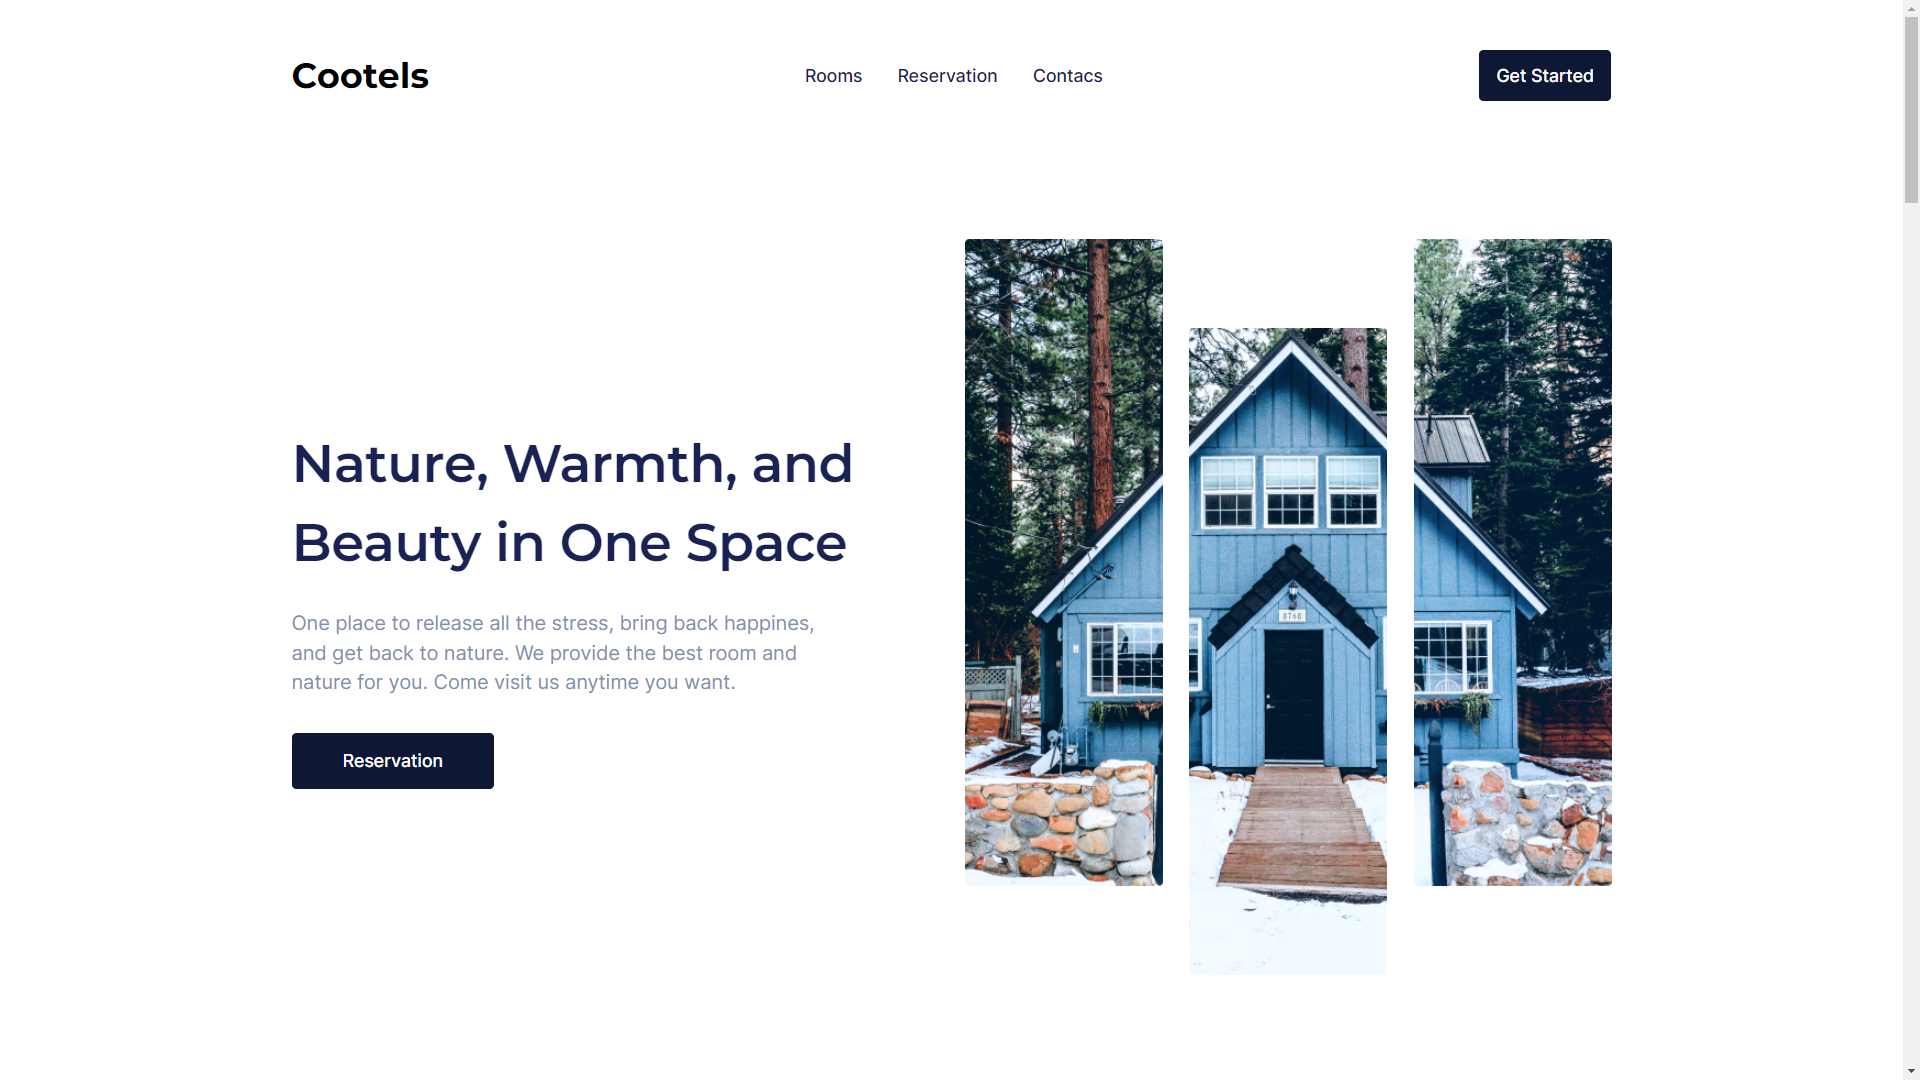 Cootels
Rooms
Reservation
Contacs
Get Started
Nature, Warmth, and
Beauty in One Space
One place to release all the stress, bring back happines,
and get back to nature. We provide the best room and
nature for you. Come visit us anytime you want.
Reservation
8768